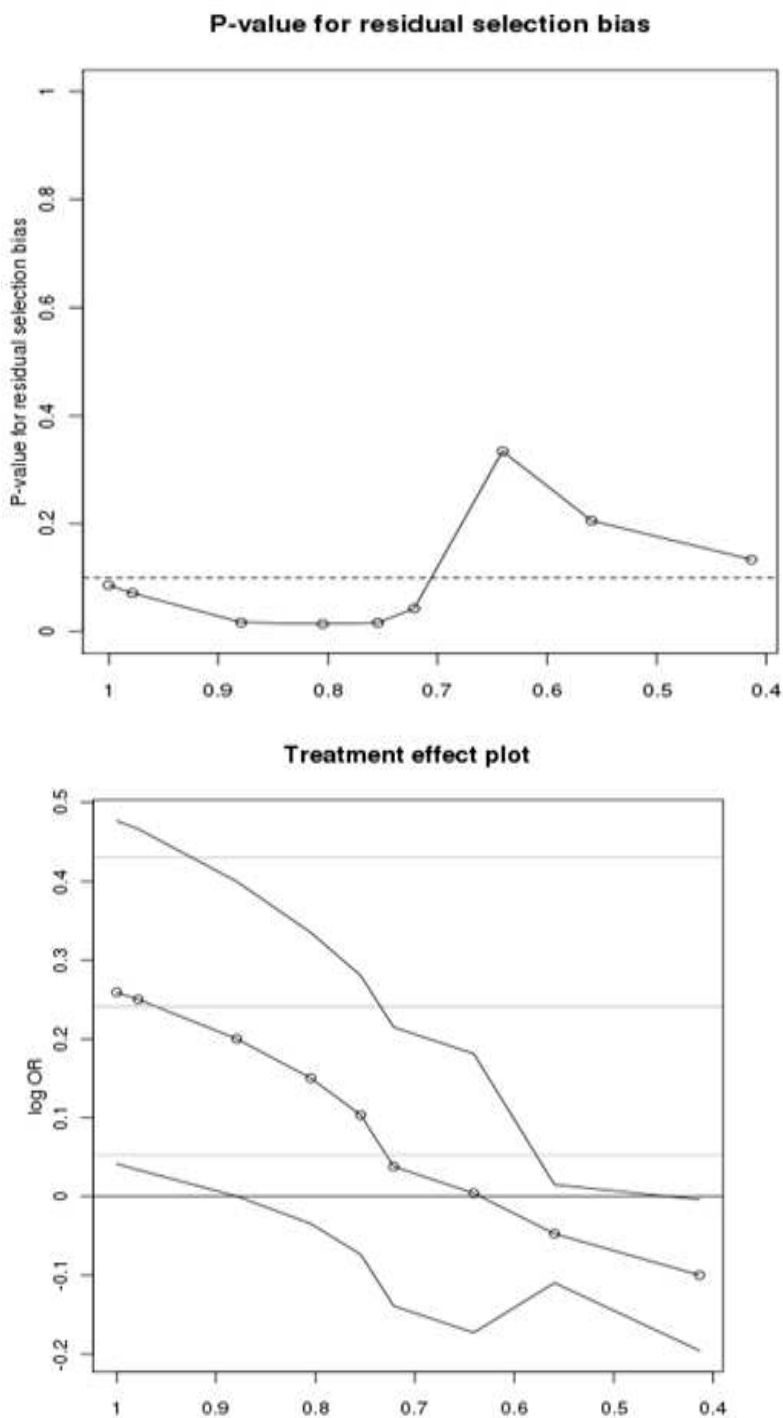 P-value for residual selection bias
P-value for residual selection bias
1
0.8
0.6
0.4
0.2
0
1 0.9 0.8 0.7 0.6 0.5 0.4
Treatment effect plot
log OR
0.5
0.4
0.3
0.2
0.1
0
-0.1
-0.2
1 0.9 0.8 0.7 0.6 0.5 0.4